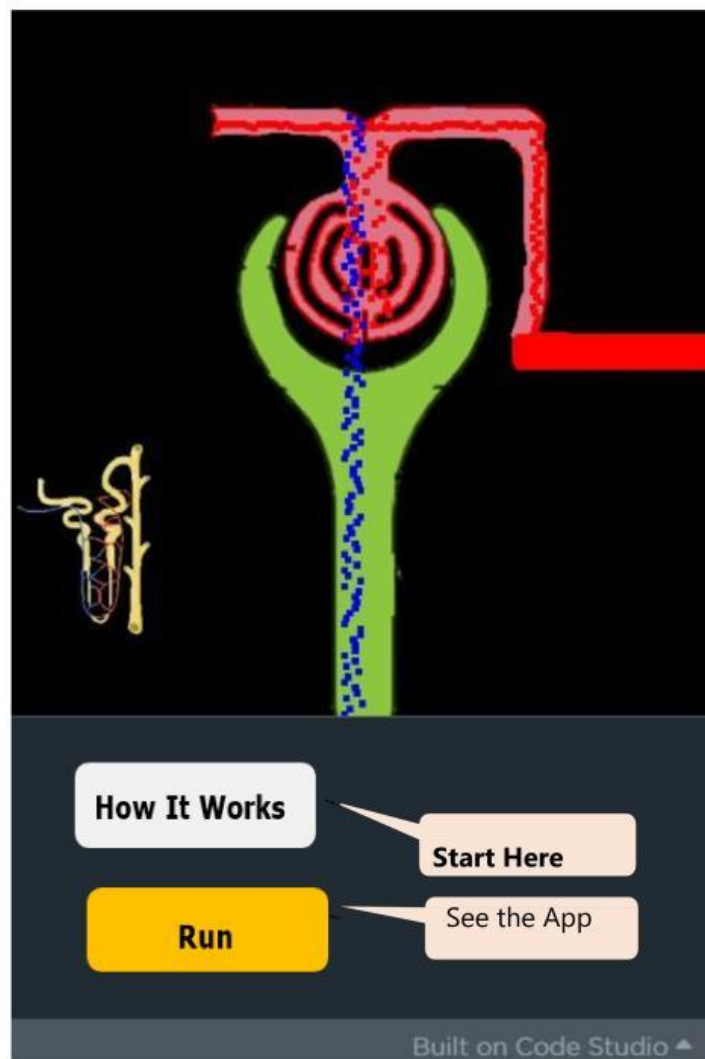 How It Works
Start Here
Run
See the App
Built on Code Studio